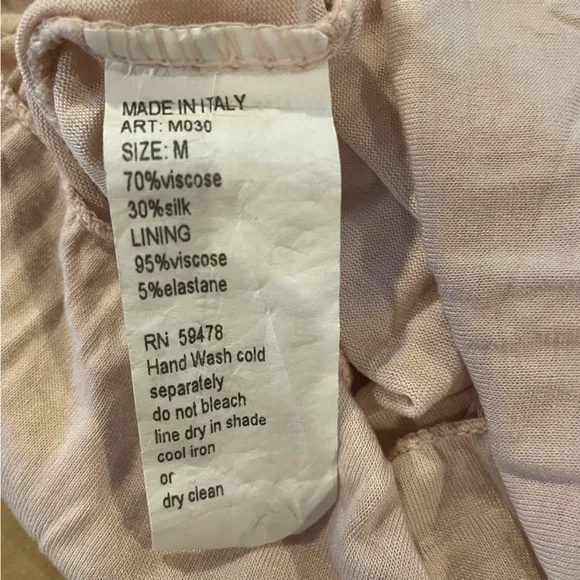 MADE IN ITALY
ART: M030
SIZE: M
70%viscose
30%silk
LINING
95%viscose
5%elastane
RN 59478
Hand Wash cold
separately
do not bleach
line dry in shade
cool iron
or
dry clean